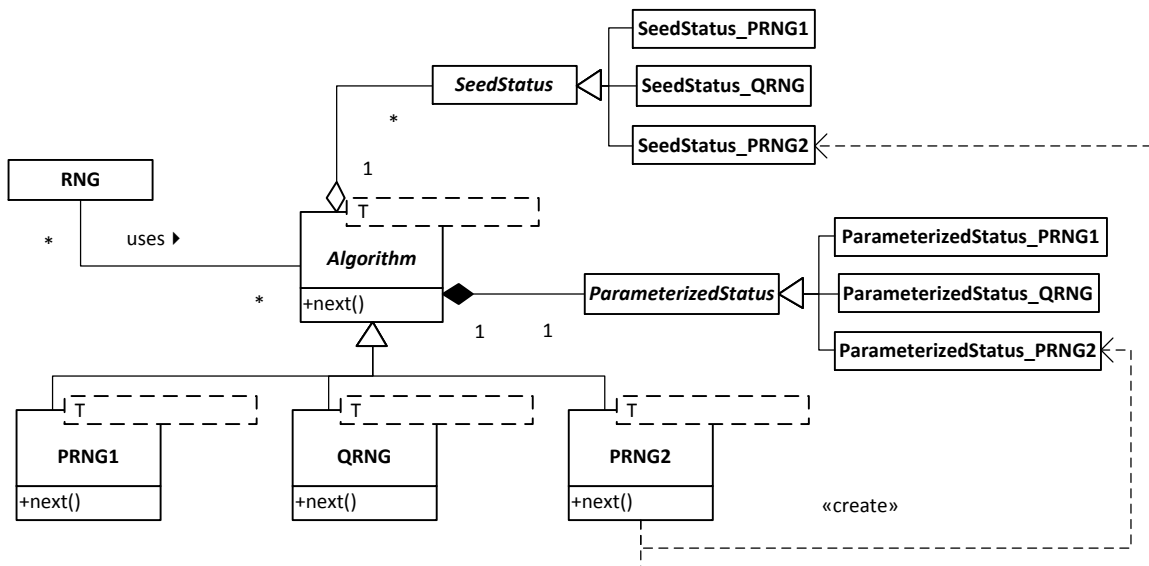 SeedStatus_PRNG1
SeedStatus
SeedStatus_QRNG
*
SeedStatus_PRNG2
RNG
1
T
* uses
Algorithm
ParameterizedStatus_PRNG1
ParameterizedStatus
ParameterizedStatus_QRNG
*
+next()
1 1
ParameterizedStatus_PRNG2
T
T
T
PRNG1
QRNG
PRNG2
+next()
+next()
+next()
«create»